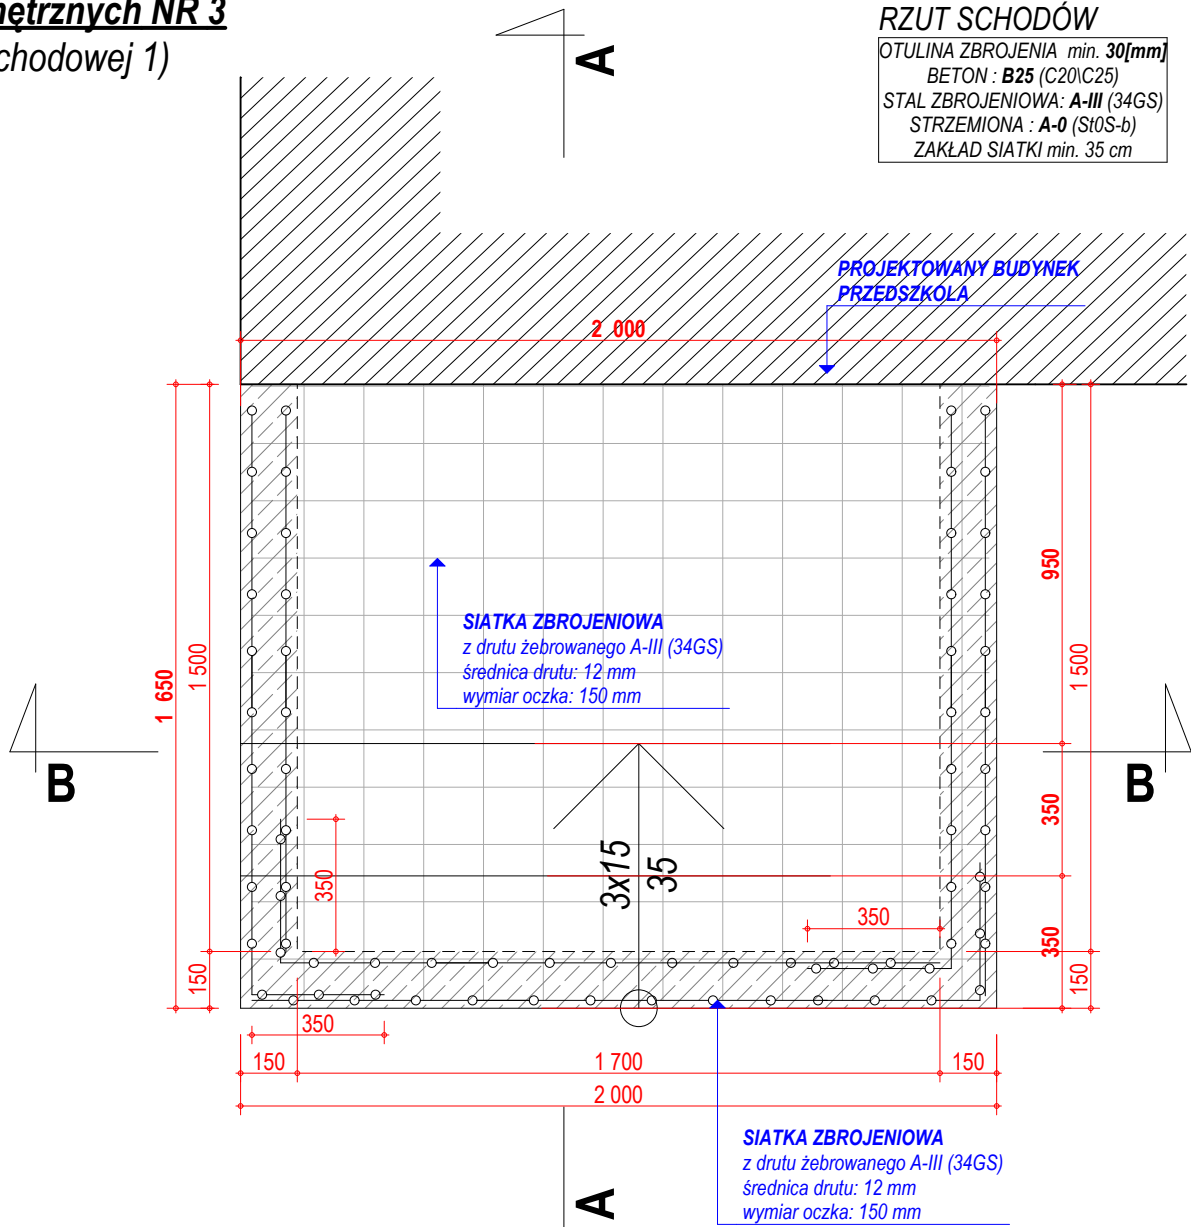 NR 3
chodowej 1)
A
RZUT SCHODÓW
OTULINA ZBROJENIA min. 30[mm]
BETON : B25 (C20\C25)
STAL ZBROJENIOWA: A-III (34GS)
STRZEMIONA : A-0 (St0S-b)
ZAKŁAD SIATKI min. 35 cm
PROJEKTOWANY BUDYNEK
PRZEDSZKOLA
2 000
950
SIATKA ZBROJENIOWA
z drutu żebrowanego A-III (34GS)
średnica drutu: 12 mm
wymiar oczka: 150 mm
1 650
1 500
1 500
B
B
350
3x15
35
350
350
350
150
150
350
150
1 700
150
2 000
SIATKA ZBROJENIOWA
z drutu żebrowanego A-III (34GS)
średnica drutu: 12 mm
wymiar oczka: 150 mm
A